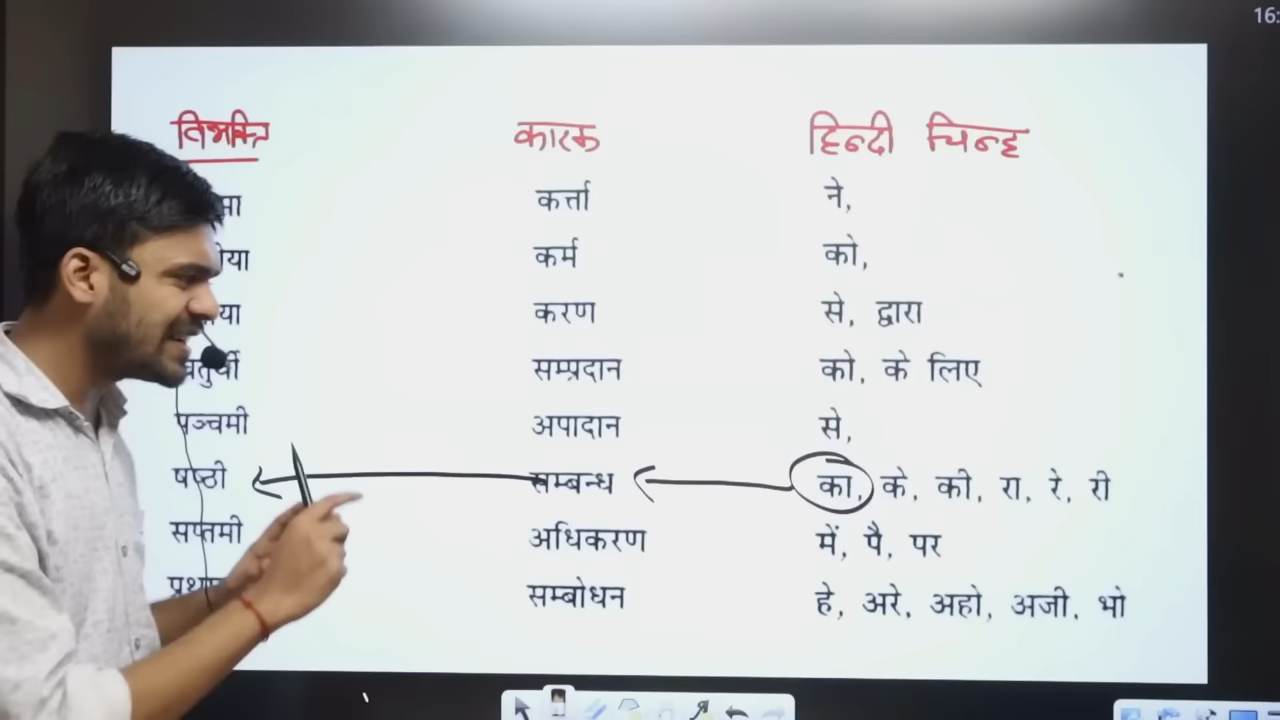 16:
विभक्ति कारक हिन्दी चिन्ह
कर्त्ता ने,
कर्म को,
करण से, द्वारा
चतुर्थी सम्प्रदान को, के लिए
पञ्चमी अपादान से,
षष्ठी सम्बन्ध का, के, की, रा, रे, री
सप्तमी अधिकरण में, पै, पर
सम्बोधन हे, अरे, अहो, अजी, भो